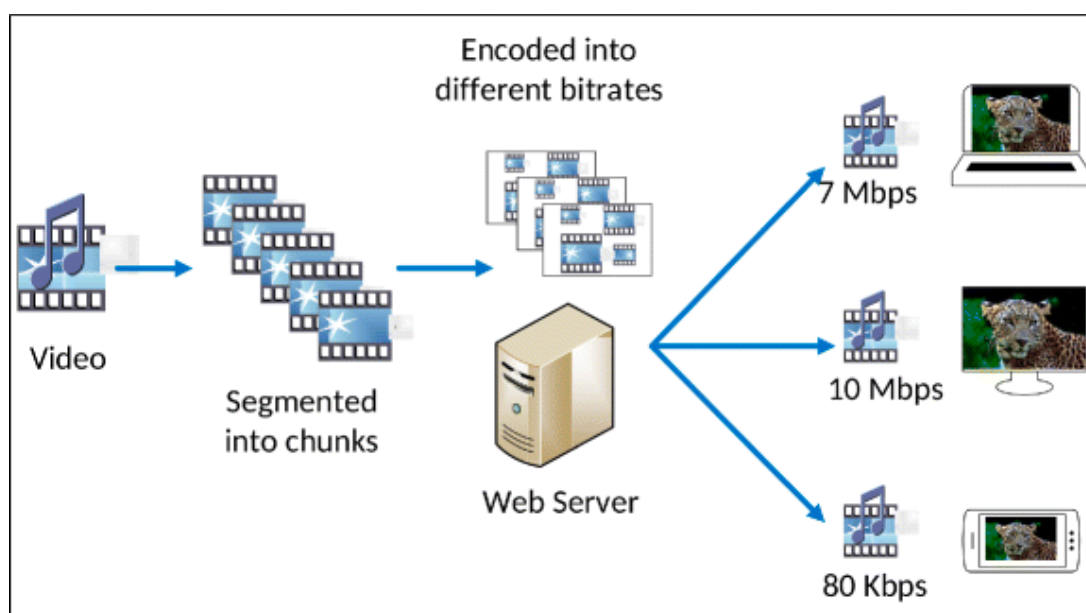 Encoded into
different bitrates
7 Mbps
Video
Segmented
into chunks
10 Mbps
Web Server
80 Kbps